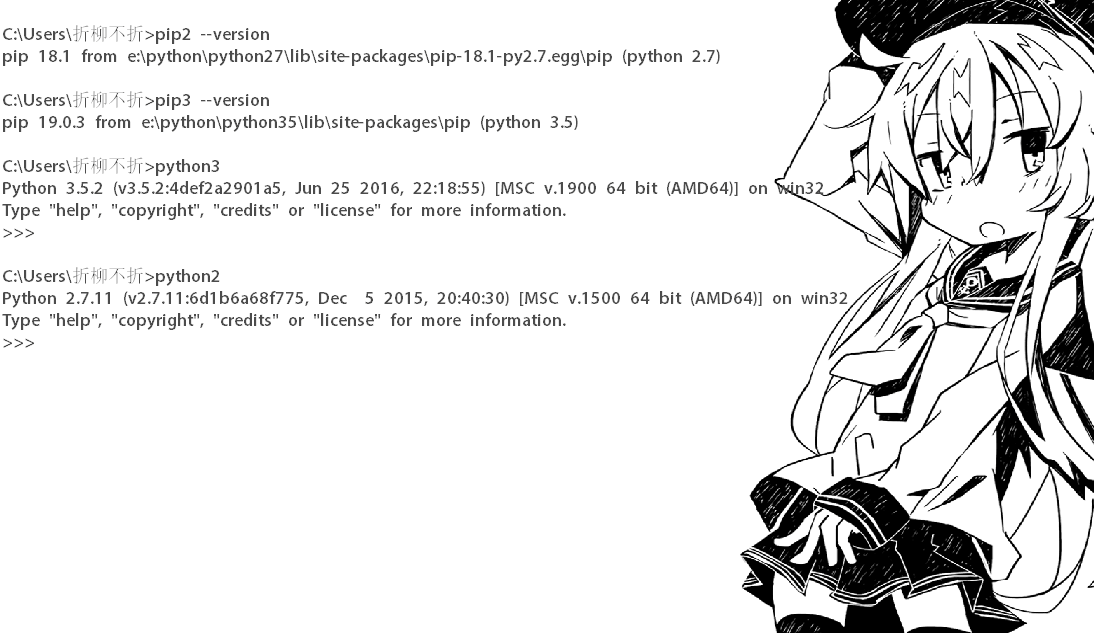 C:\Users\折柳不折>pip2 --version
pip 18.1 from e:\python\python27\lib\site-packages\pip-18.1-py2.7.egg\pip (python 2.7)
C:\Users\折柳不折>pip3 --version
pip 19.0.3 from e:\python\python35\lib\site-packages\pip (python 3.5)
C:\Users\折柳不折>python3
Python 3.5.2 (v3.5.2:4def2a2901a5, Jun 25 2016, 22:18:55) [MSC v.1900 64 bit (AMD64)] on win32
Type "help", "copyright", "credits" or "license" for more information.
>>>
C:\Users\折柳不折>python2
Python 2.7.11 (v2.7.11:6d1b6a68f775, Dec  5 2015, 20:40:30) [MSC v.1500 64 bit (AMD64)] on win32
Type "help", "copyright", "credits" or "license" for more information.
>>>